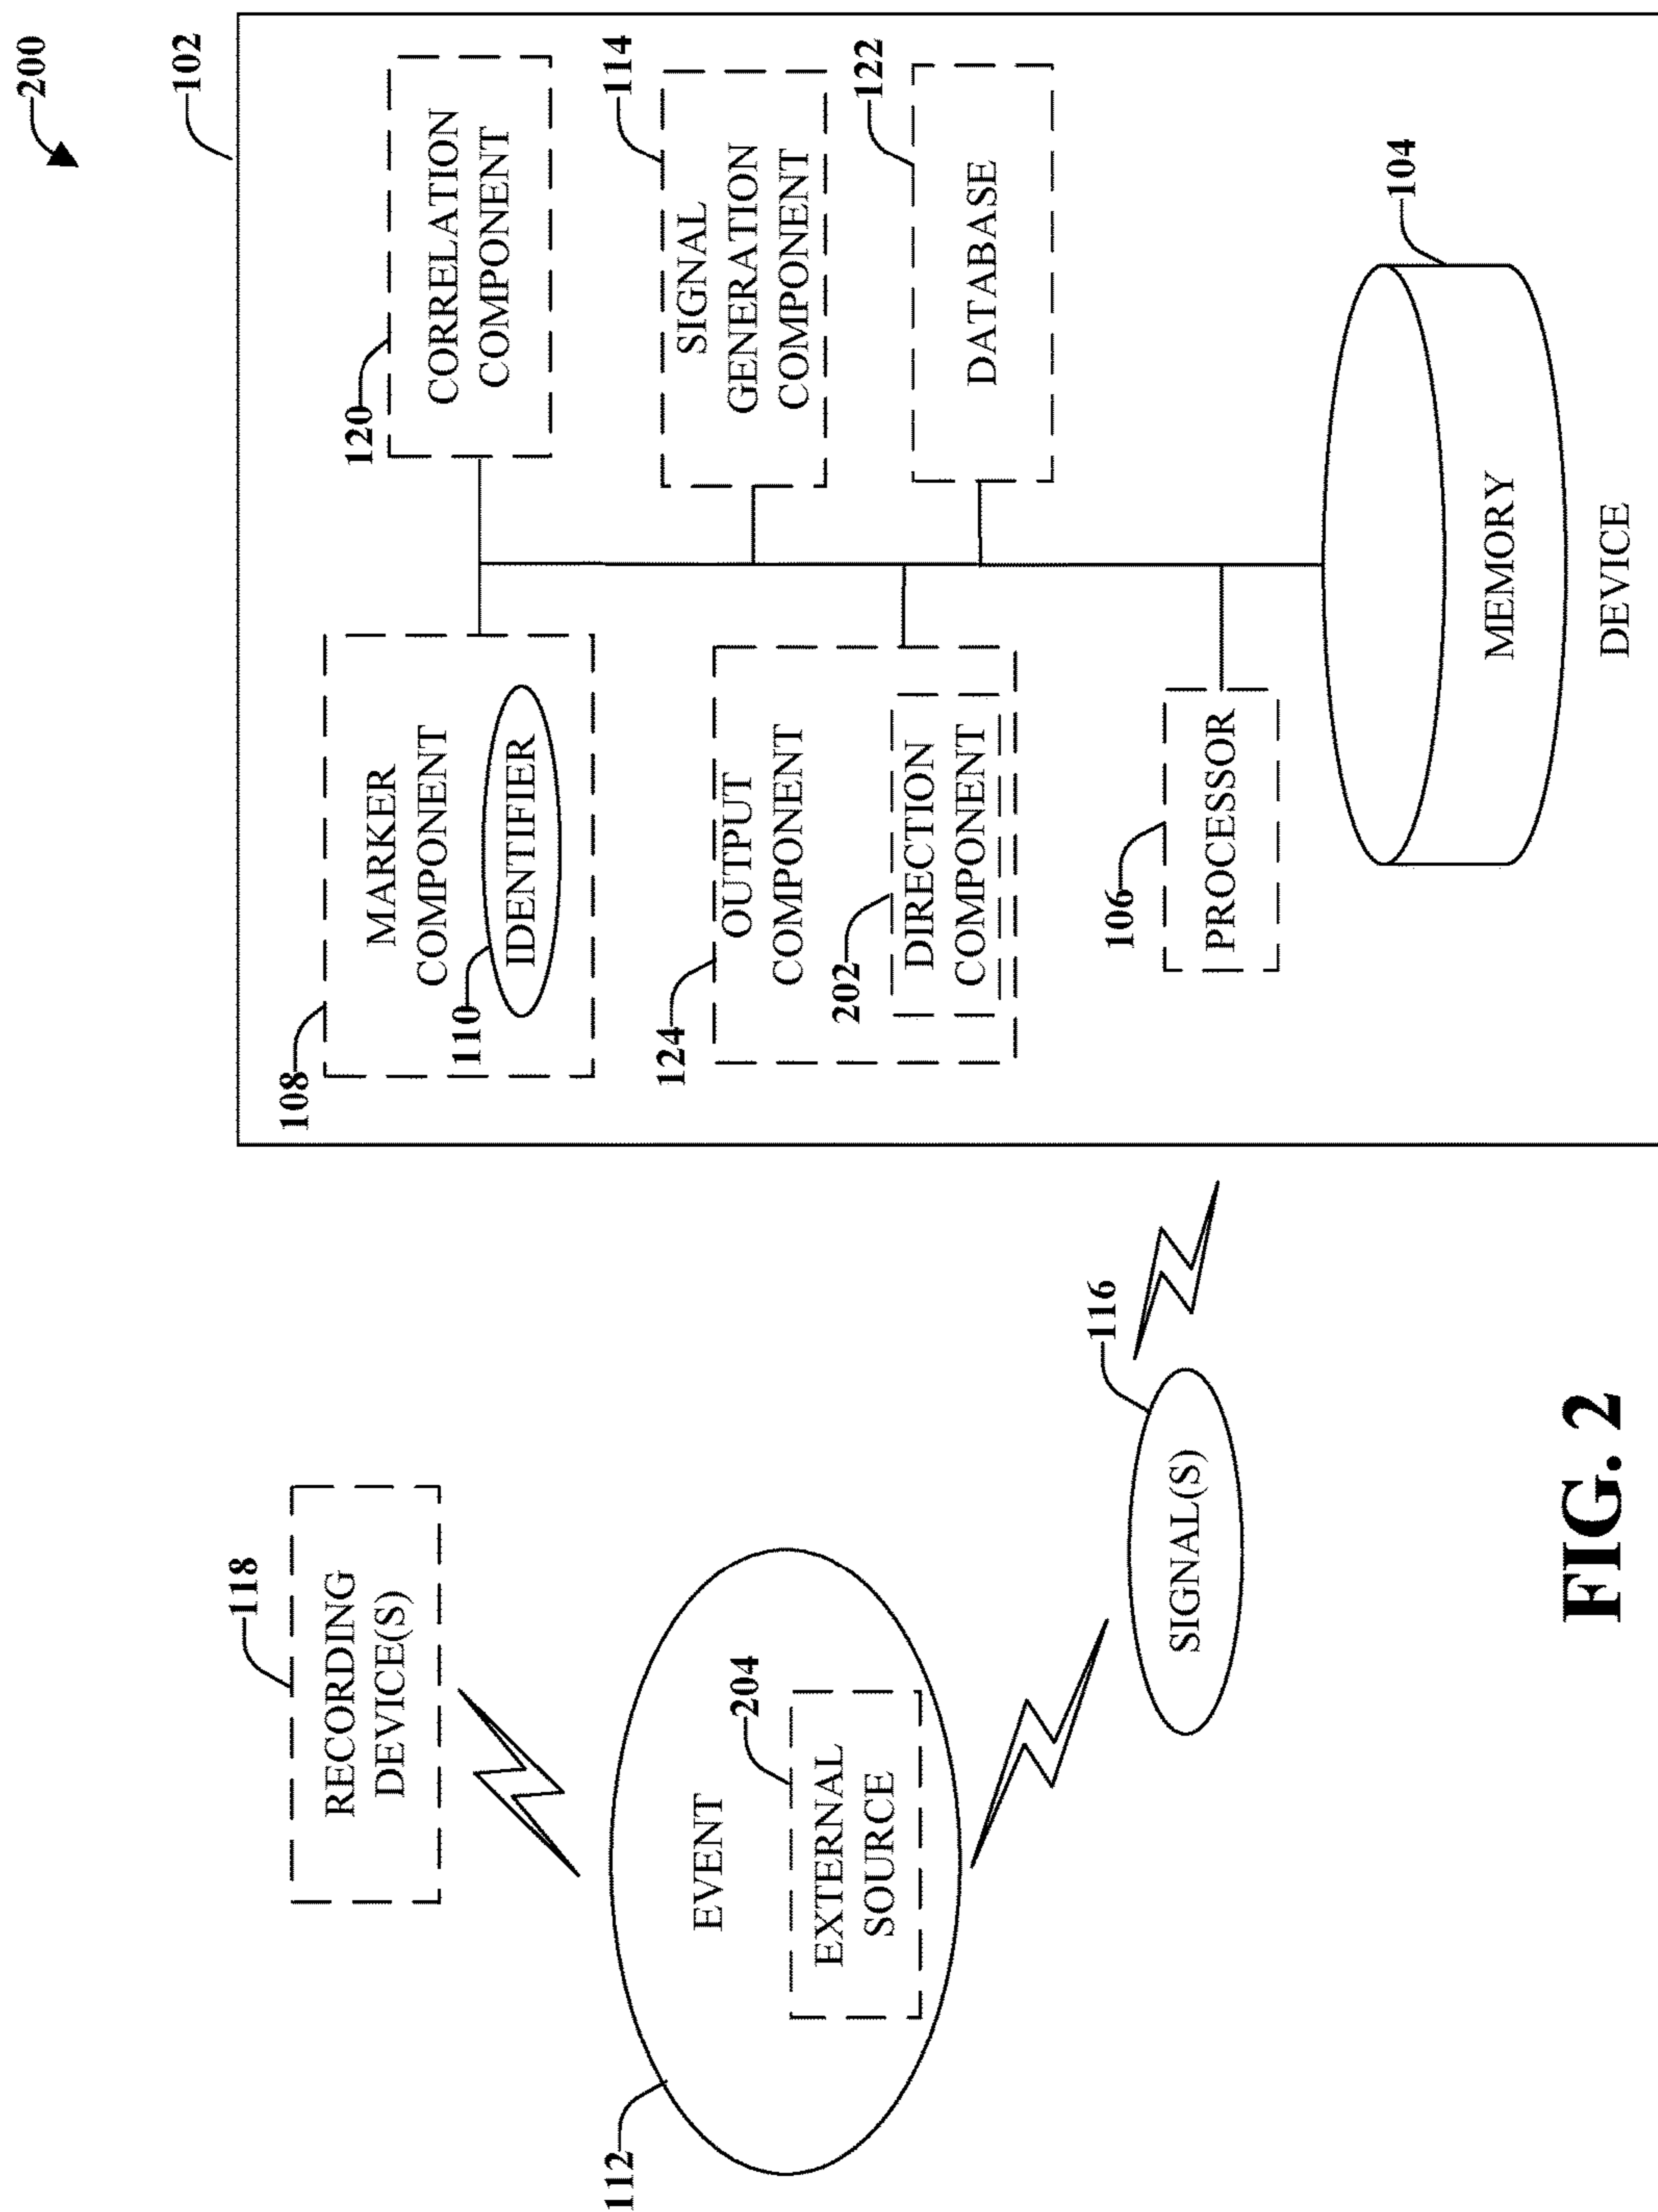 200
102
118
RECORDING
DEVICE(S)
112
EVENT
204
EXTERNAL
SOURCE
116
SIGNAL(S)
108
MARKER
COMPONENT
110
IDENTIFIER
120
CORRELATION
COMPONENT
124
OUTPUT
COMPONENT
202
DIRECTION
COMPONENT
114
SIGNAL
GENERATION
COMPONENT
122
DATABASE
106
PROCESSOR
104
MEMORY
DEVICE
FIG. 2